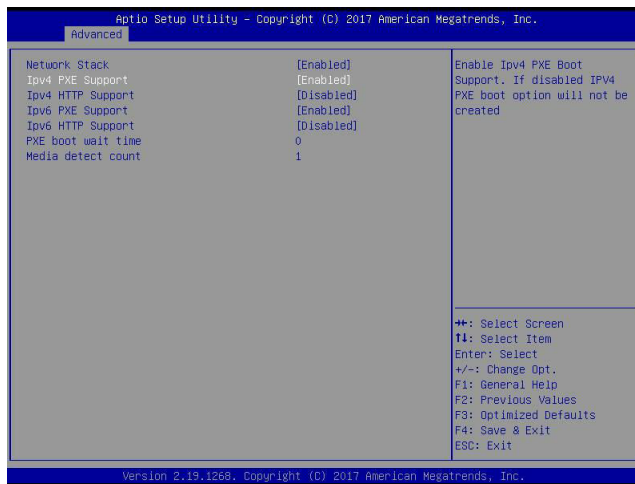 Aptio Setup Utility – Copyright (C) 2017 American Megatrends, Inc.
Advanced
Network Stack [Enabled]
Ipv4 PXE Support [Enabled]
Ipv4 HTTP Support [Disabled]
Ipv6 PXE Support [Enabled]
Ipv6 HTTP Support [Disabled]
PXE boot wait time 0
Media detect count 1
Enable Ipv4 PXE Boot
Support. If disabled IPV4
PXE boot option will not be
created
→←: Select Screen
↑↓: Select Item
Enter: Select
+/-: Change Opt.
F1: General Help
F2: Previous Values
F3: Optimized Defaults
F4: Save & Exit
ESC: Exit
Version 2.19.1268. Copyright (C) 2017 American Megatrends, Inc.